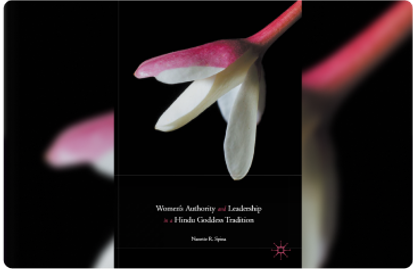 Women's Authority and Leadership
in a Hindu Goddess Tradition
Nanette R. Spina